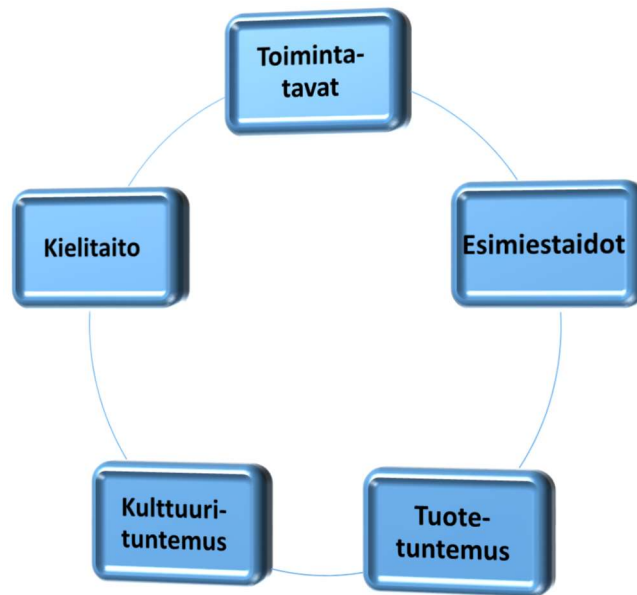 Toiminta-
tavat
Esimiestaidot
Tuote-
tuntemus
Kulttuuri-
tuntemus
Kielitaito